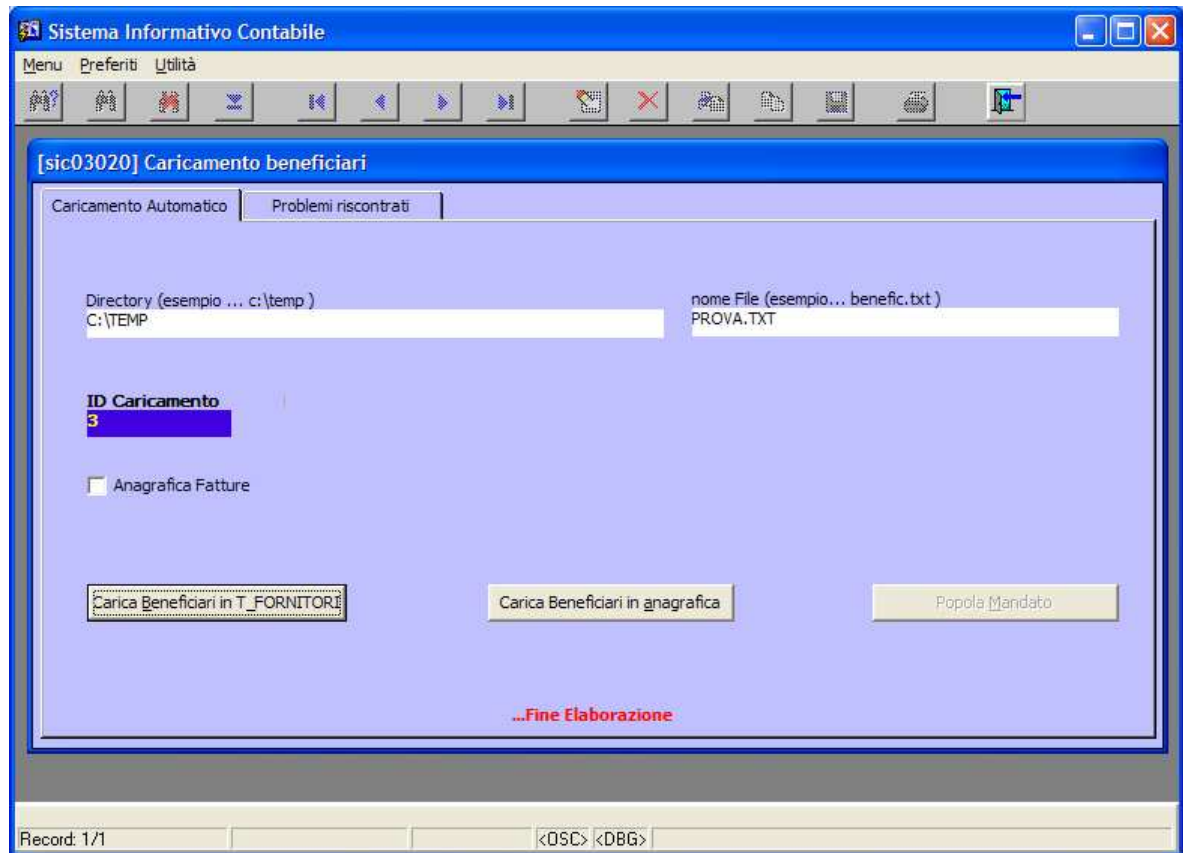 Sistema Informativo Contabile
Menu Preferiti Utilità
[sic03020] Caricamento beneficiari
Caricamento Automatico Problemi riscontrati
Directory (esempio ... c:\temp ) nome File (esempio... benefic.txt )
C:\TEMP PROVA.TXT
ID Caricamento
3
Anagrafica Fatture
Carica Beneficiari in T_FORNITORI Carica Beneficiari in anagrafica Popola Mandato
...Fine Elaborazione
Record: 1/1 <OSC> <DBG>